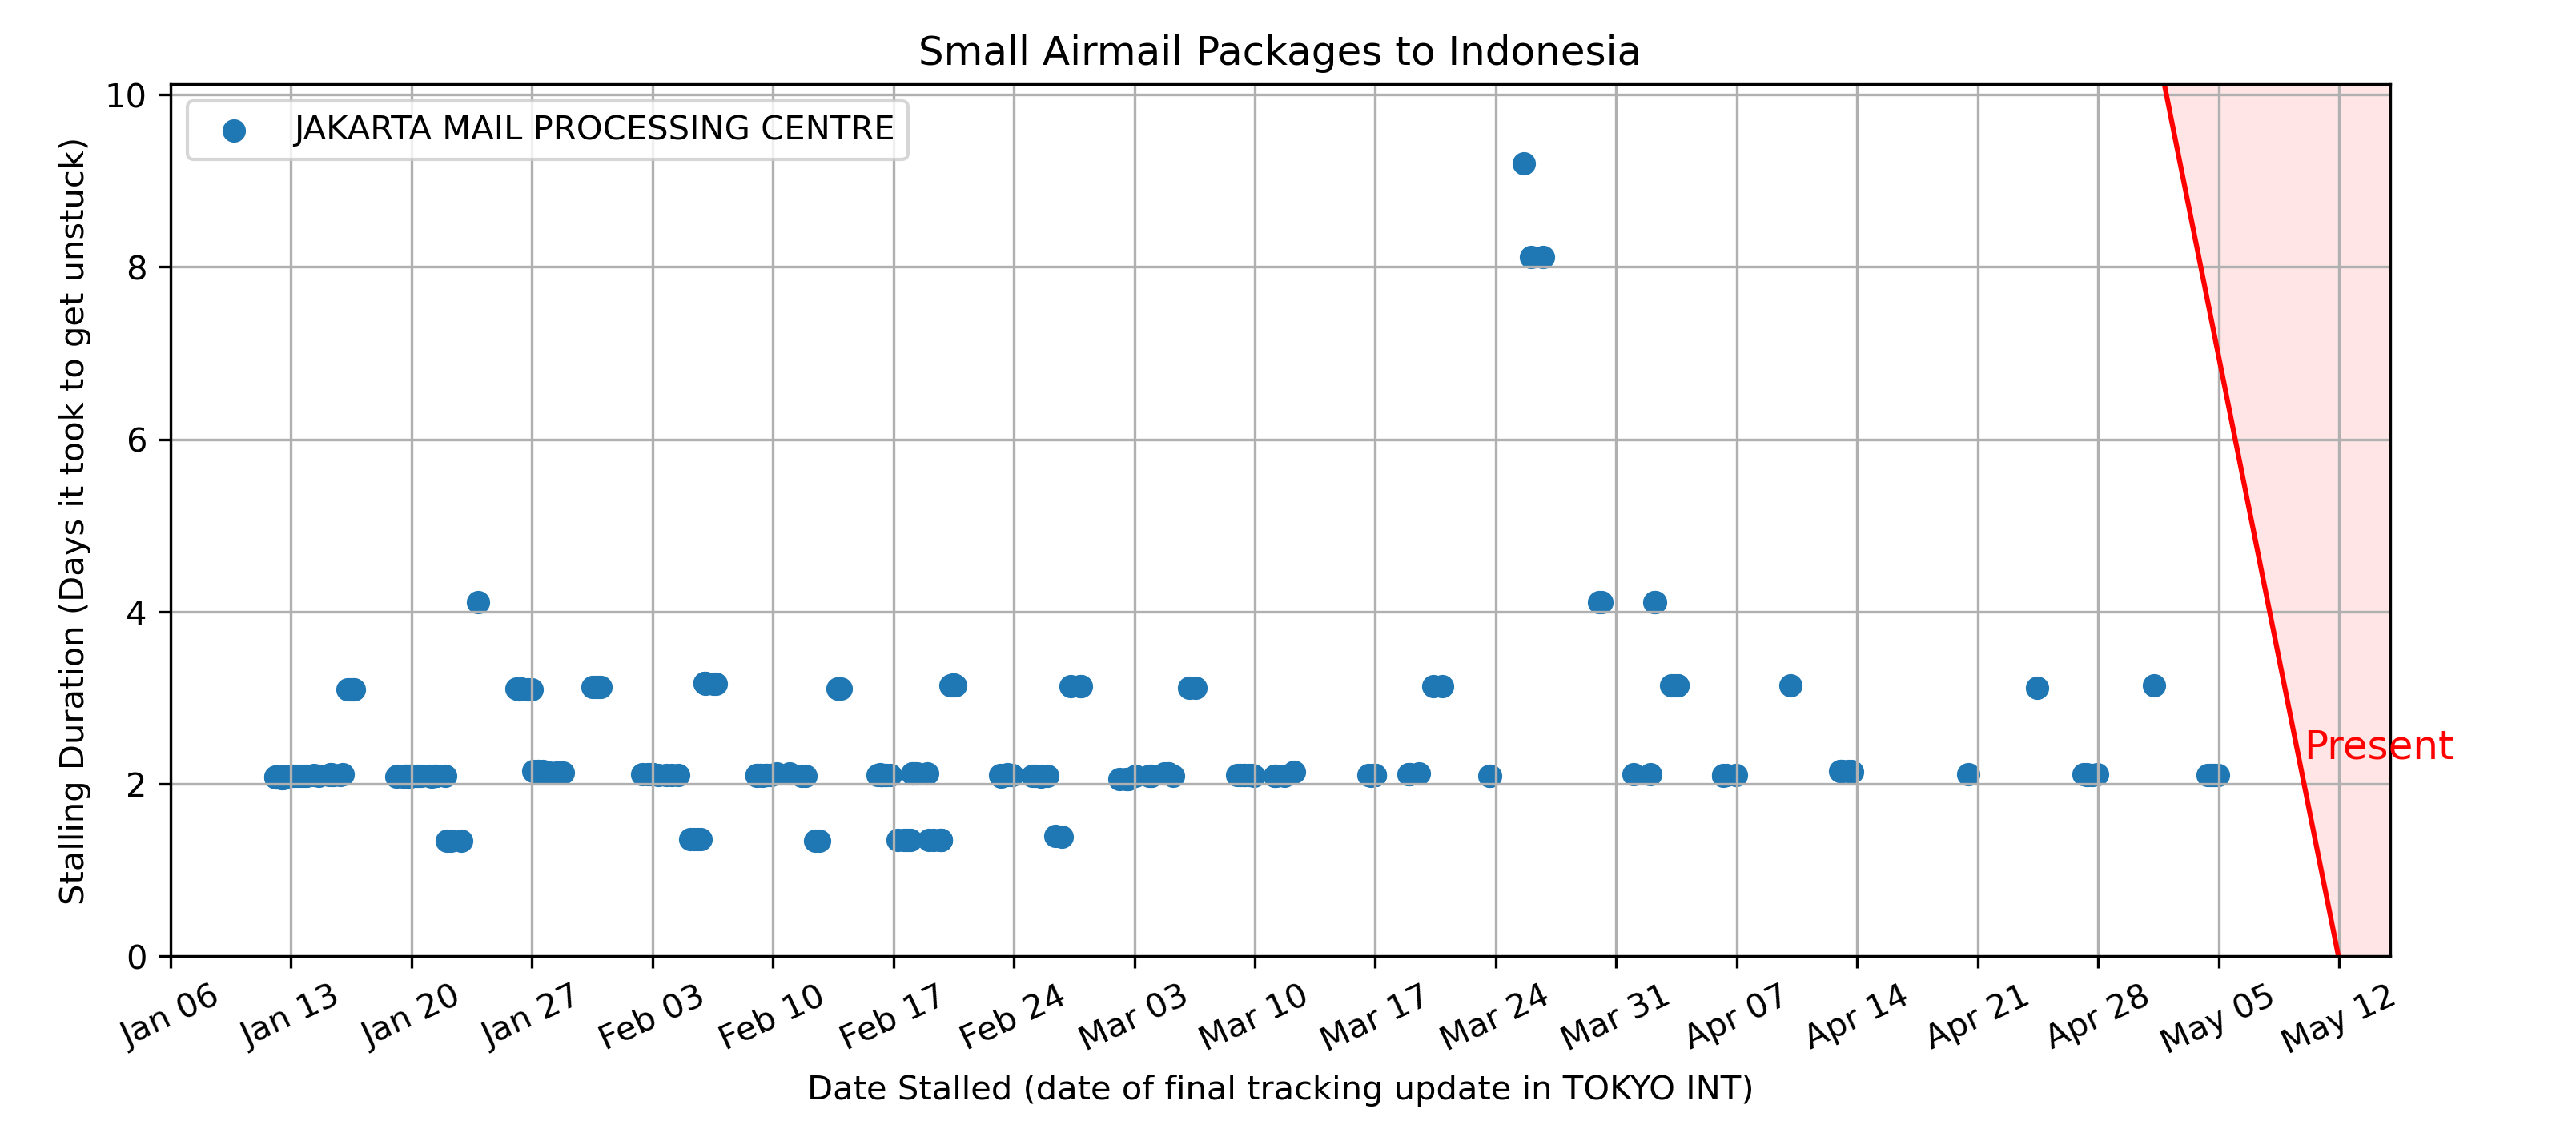 Small Airmail Packages to Indonesia
JAKARTA MAIL PROCESSING CENTRE
Stalling Duration (Days it took to get unstuck)
10
8
6
4
2
0
Present
Jan 06
Jan 13
Jan 20
Jan 27
Feb 03
Feb 10
Feb 17
Feb 24
Mar 03
Mar 10
Mar 17
Mar 24
Mar 31
Apr 07
Apr 14
Apr 21
Apr 28
May 05
May 12
Date Stalled (date of final tracking update in TOKYO INT)